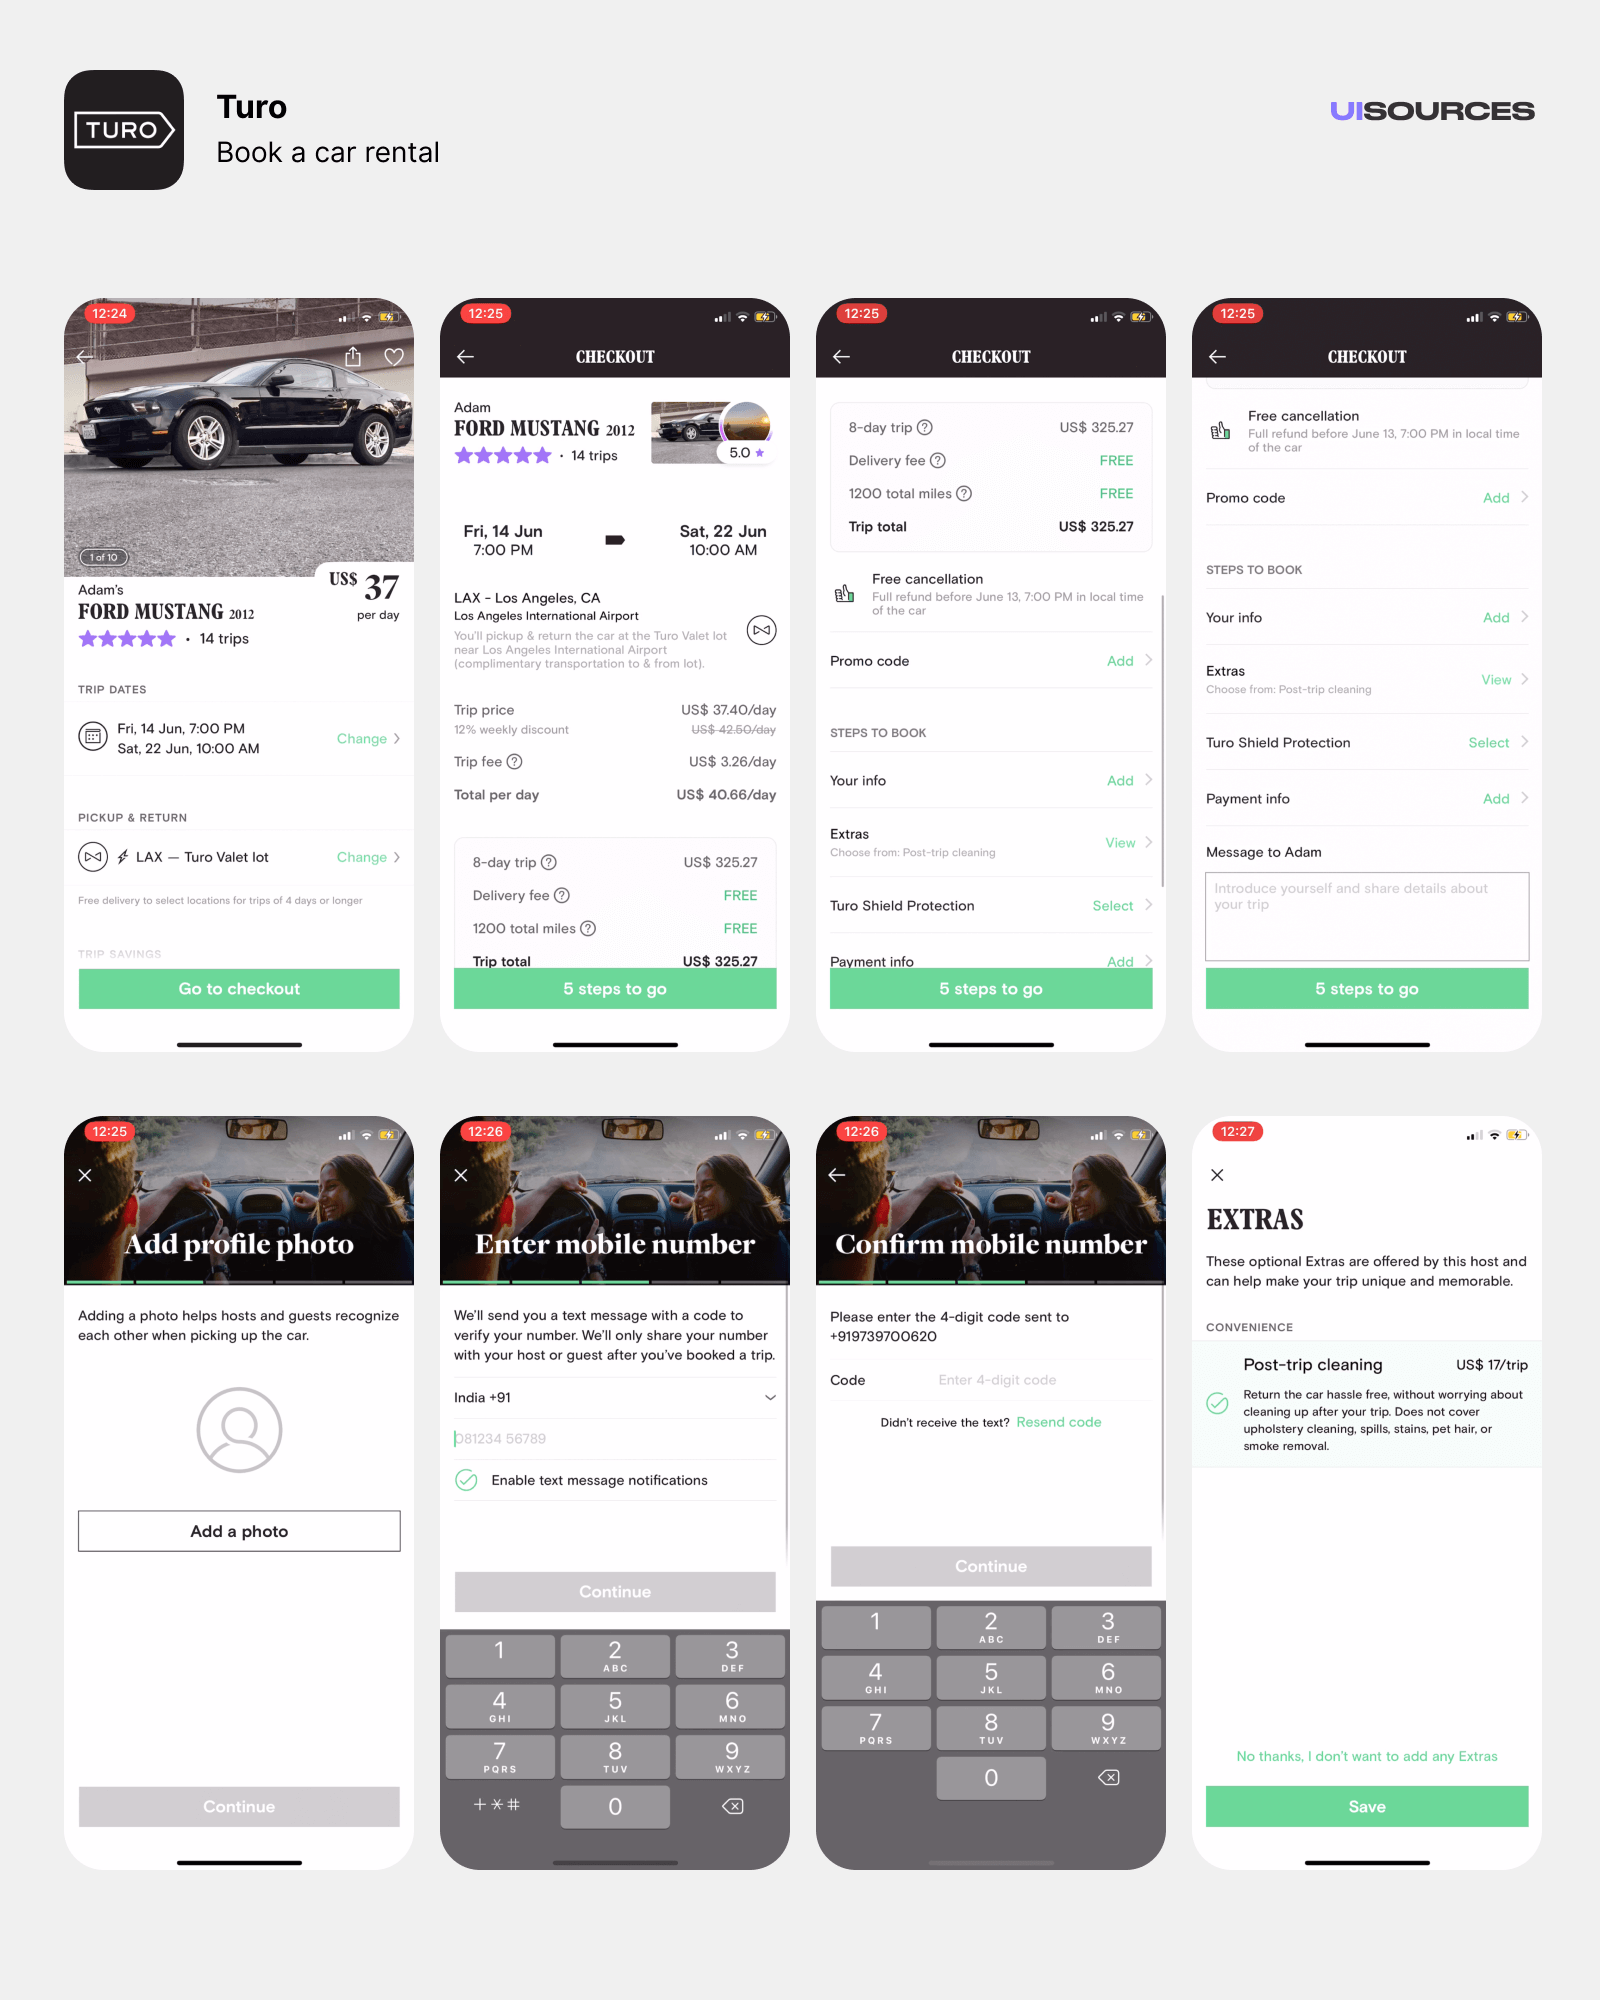 TURO
Turo
Book a car rental
UISOURCES
12:24
1 of 10
Adam's
FORD MUSTANG 2012
14 trips
US$ 37
per day
TRIP DATES
Fri, 14 Jun, 7:00 PM
Sat, 22 Jun, 10:00 AM
Change
PICKUP & RETURN
LAX — Turo Valet lot
Change
Free delivery to select locations for trips of 4 days or longer
TRIP SAVINGS
Go to checkout
12:25
CHECKOUT
Adam
FORD MUSTANG 2012
• 14 trips
5.0
Fri, 14 Jun
7:00 PM
Sat, 22 Jun
10:00 AM
LAX - Los Angeles, CA
Los Angeles International Airport
You'll pickup & return the car at the Turo Valet lot
near Los Angeles International Airport
(complimentary transportation to & from lot).
Trip price US$ 37.40/day
12% weekly discount US$ 42.50/day
Trip fee ? US$ 3.26/day
Total per day US$ 40.66/day
8-day trip ? US$ 325.27
Delivery fee ? FREE
1200 total miles ? FREE
Trip total US$ 325.27
5 steps to go
12:25
CHECKOUT
8-day trip ? US$ 325.27
Delivery fee ? FREE
1200 total miles ? FREE
Trip total US$ 325.27
Free cancellation
Full refund before June 13, 7:00 PM in local time
of the car
Promo code Add
STEPS TO BOOK
Your info Add
Extras
Choose from: Post-trip cleaning
View
Turo Shield Protection Select
Payment info Add
5 steps to go
12:25
CHECKOUT
Free cancellation
Full refund before June 13, 7:00 PM in local time
of the car
Promo code Add
STEPS TO BOOK
Your info Add
Extras
Choose from: Post-trip cleaning
View
Turo Shield Protection Select
Payment info Add
Message to Adam
Introduce yourself and share details about
your trip
5 steps to go
12:25
Add profile photo
Adding a photo helps hosts and guests recognize
each other when picking up the car.
Add a photo
Continue
12:26
Enter mobile number
We'll send you a text message with a code to
verify your number. We'll only share your number
with your host or guest after you've booked a trip.
India +91
081234 56789
Enable text message notifications
Continue
1 2 3
ABC DEF
4 5 6
GHI JKL MNO
7 8 9
PQRS TUV WXYZ
+ * # 0
12:26
Confirm mobile number
Please enter the 4-digit code sent to
+919739700620
Code Enter 4-digit code
Didn't receive the text? Resend code
Continue
1 2 3
ABC DEF
4 5 6
GHI JKL MNO
7 8 9
PQRS TUV WXYZ
0
12:27
EXTRAS
These optional Extras are offered by this host and
can help make your trip unique and memorable.
CONVENIENCE
Post-trip cleaning US$ 17/trip
Return the car hassle free, without worrying about
cleaning up after your trip. Does not cover
upholstery cleaning, spills, stains, pet hair, or
smoke removal.
No thanks, I don't want to add any Extras
Save